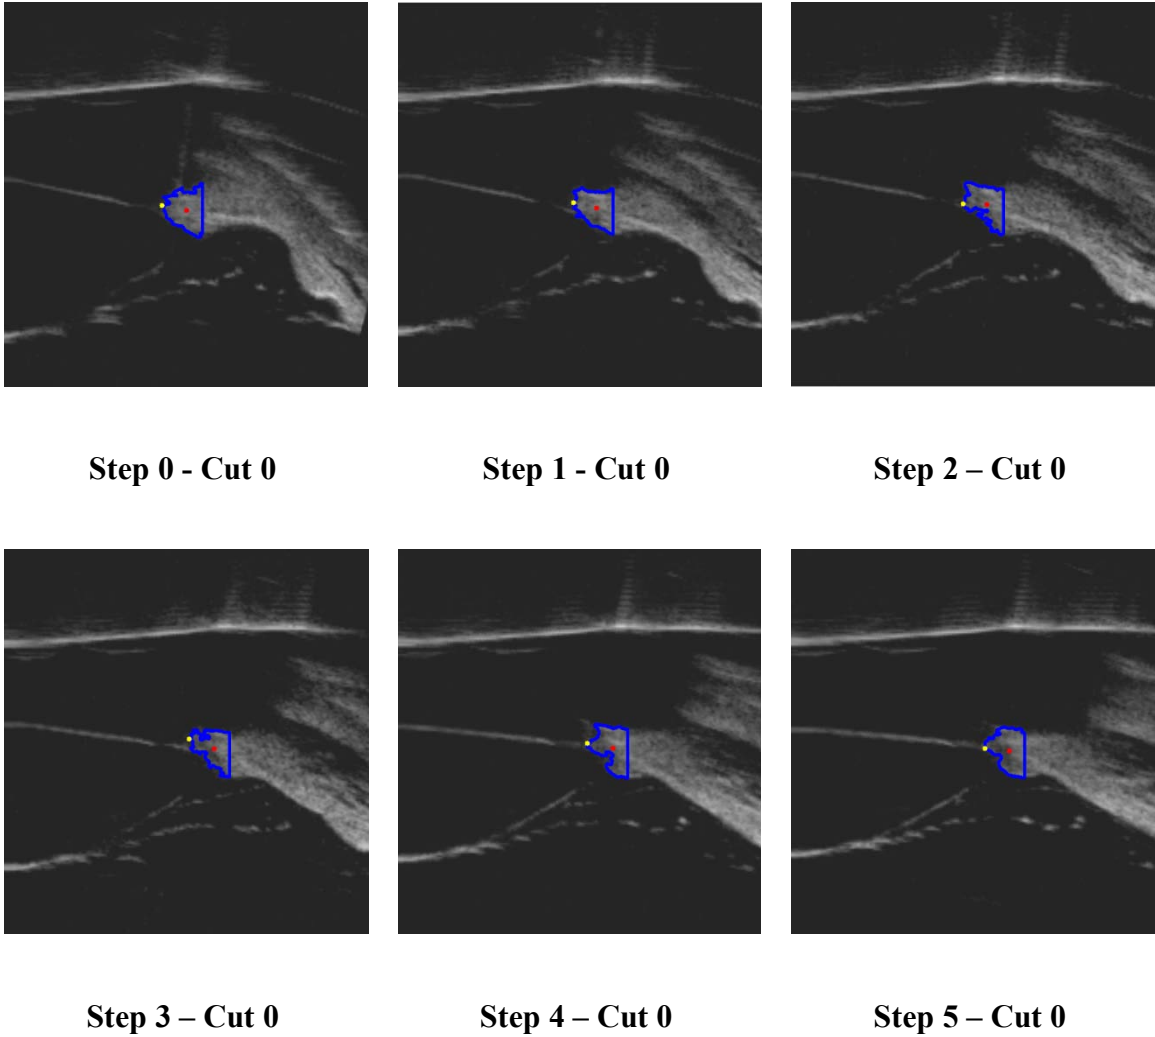 Step 0 - Cut 0
Step 1 - Cut 0
Step 2 – Cut 0
Step 3 – Cut 0
Step 4 – Cut 0
Step 5 – Cut 0